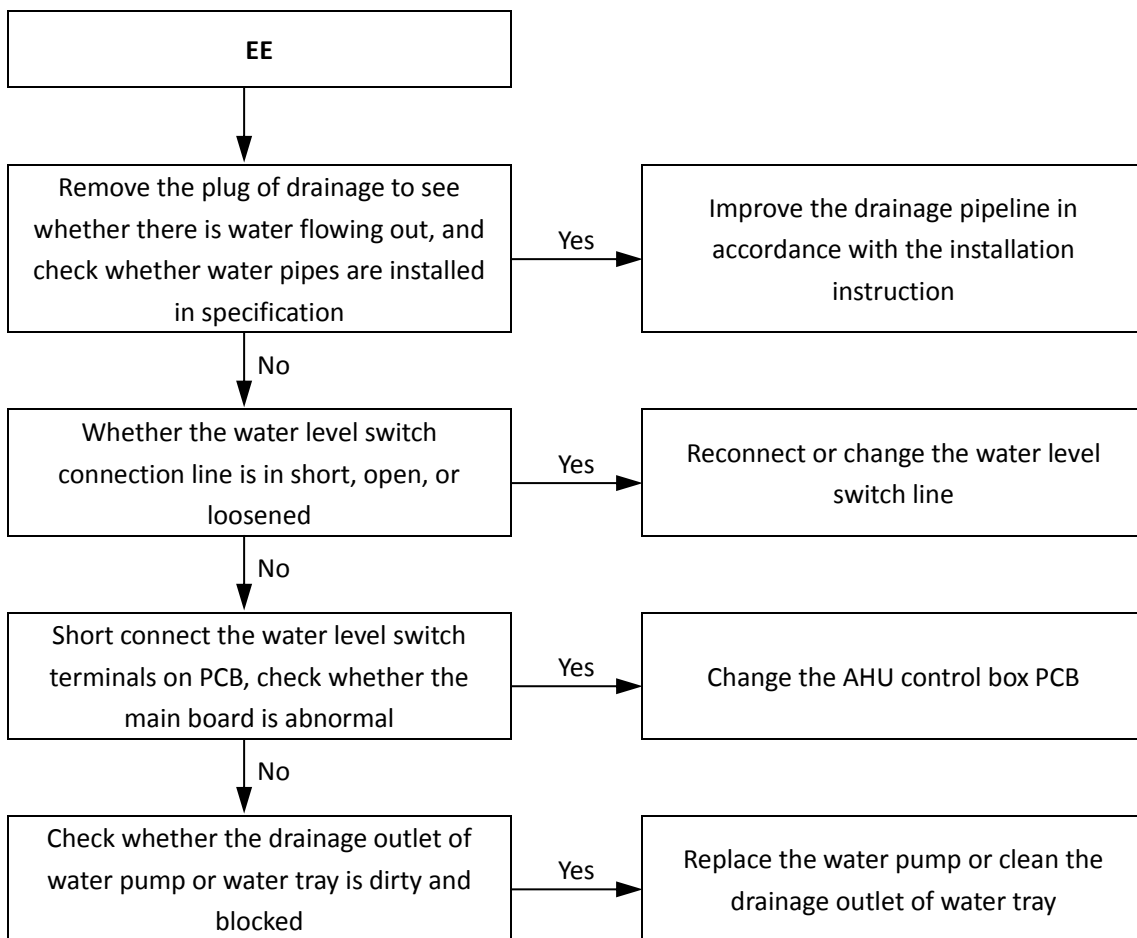 EE
Remove the plug of drainage to see
whether there is water flowing out, and
check whether water pipes are installed
in specification
Yes
Improve the drainage pipeline in
accordance with the installation
instruction
No
Whether the water level switch
connection line is in short, open, or
loosened
Yes
Reconnect or change the water level
switch line
No
Short connect the water level switch
terminals on PCB, check whether the
main board is abnormal
Yes
Change the AHU control box PCB
No
Check whether the drainage outlet of
water pump or water tray is dirty and
blocked
Yes
Replace the water pump or clean the
drainage outlet of water tray